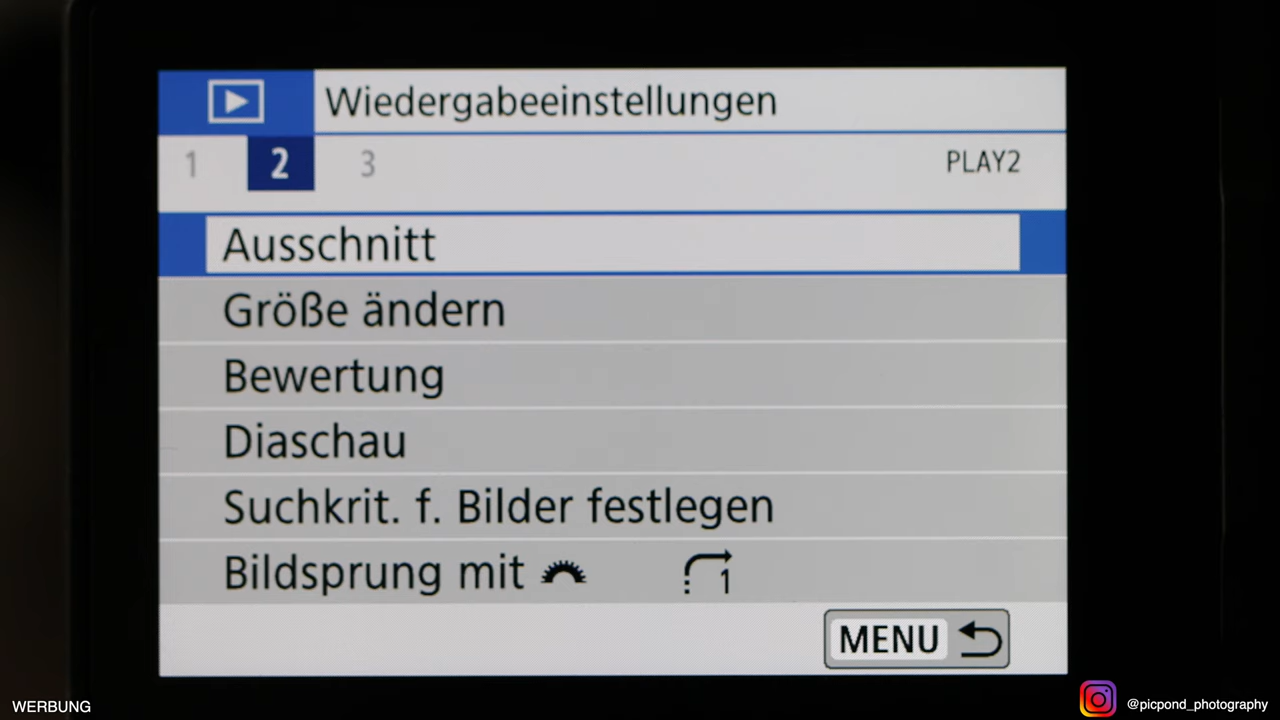 Wiedergabeeinstellungen
1 2 3 PLAY2
Ausschnitt
Größe ändern
Bewertung
Diaschau
Suchkrit. f. Bilder festlegen
Bildsprung mit 1
MENU
WERBUNG
@picpond_photography